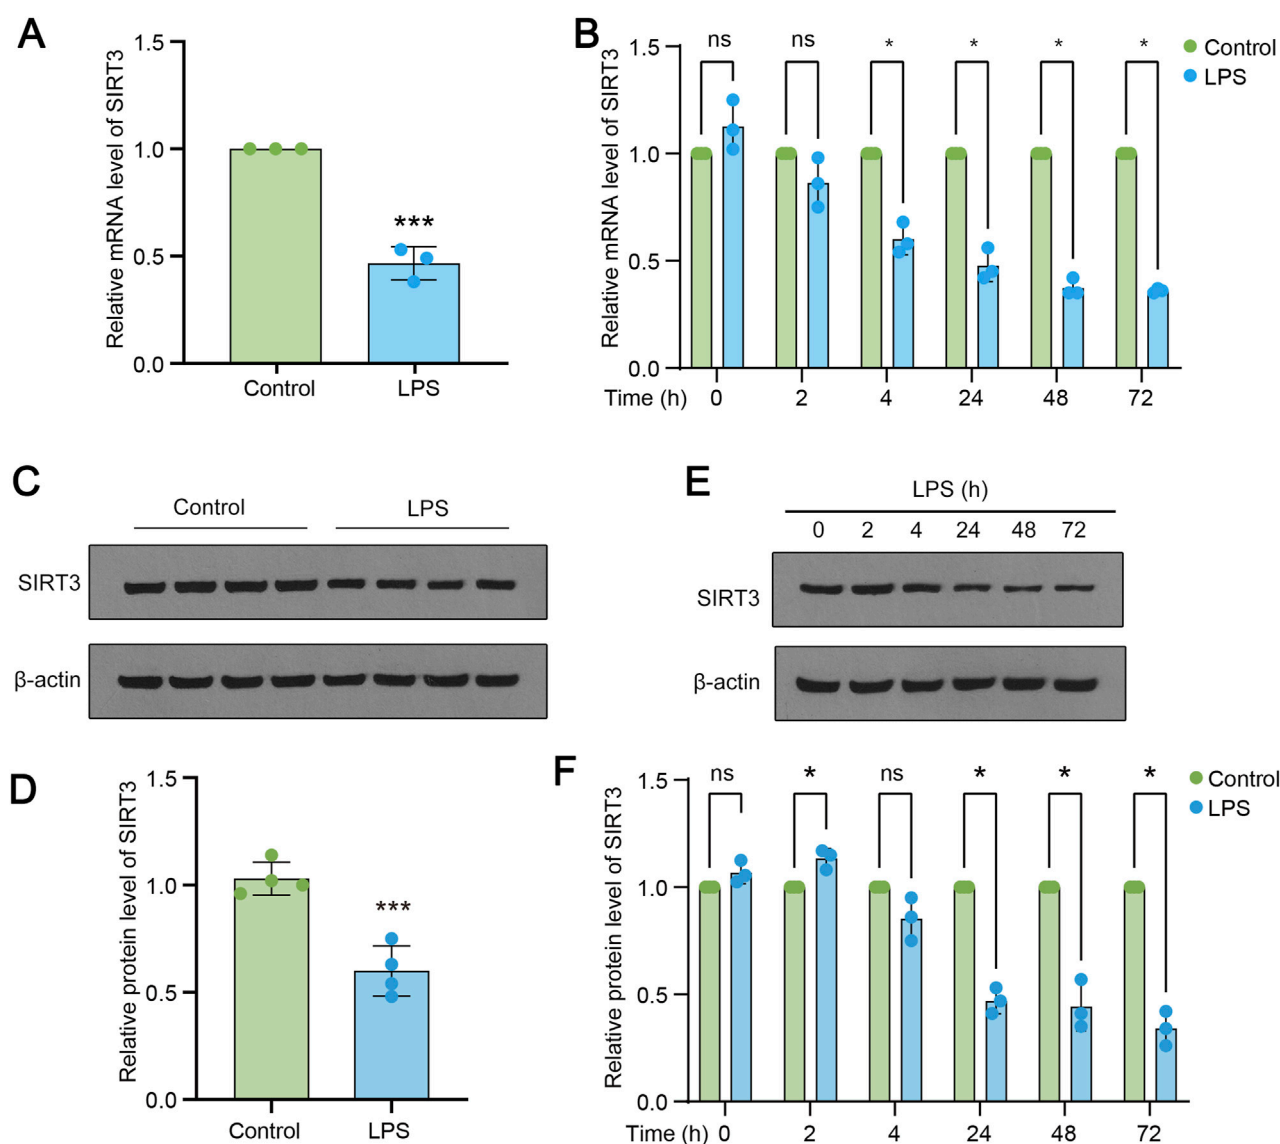 A
Relative mRNA level of SIRT3
1.5
1.0
0.5
0.0
***
Control LPS
B
Relative mRNA level of SIRT3
1.5
1.0
0.5
0.0
ns ns * * * *
Control
LPS
Time (h) 0 2 4 24 48 72
C
Control LPS
SIRT3
β-actin
E
LPS (h)
0 2 4 24 48 72
SIRT3
β-actin
D
Relative protein level of SIRT3
1.5
1.0
0.5
0.0
***
Control LPS
F
Relative protein level of SIRT3
1.5
1.0
0.5
0.0
ns * ns * * *
Control
LPS
Time (h) 0 2 4 24 48 72